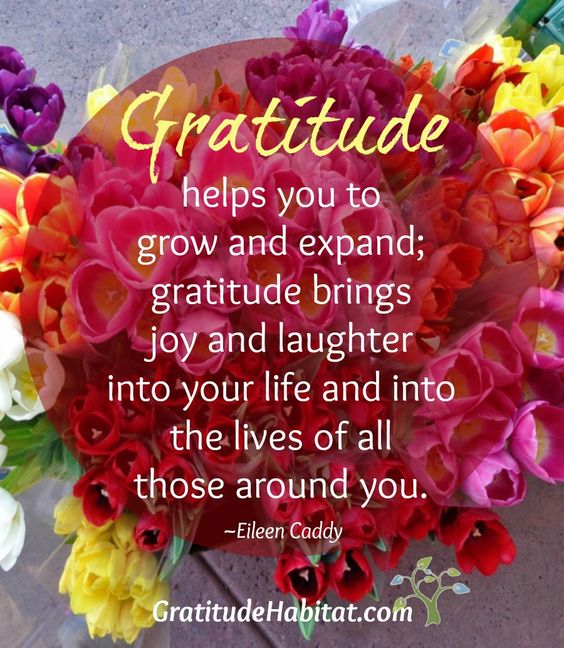 Gratitude
helps you to
grow and expand;
gratitude brings
joy and laughter
into your life and into
the lives of all
those around you.
~Eileen Caddy
GratitudeHabitat.com